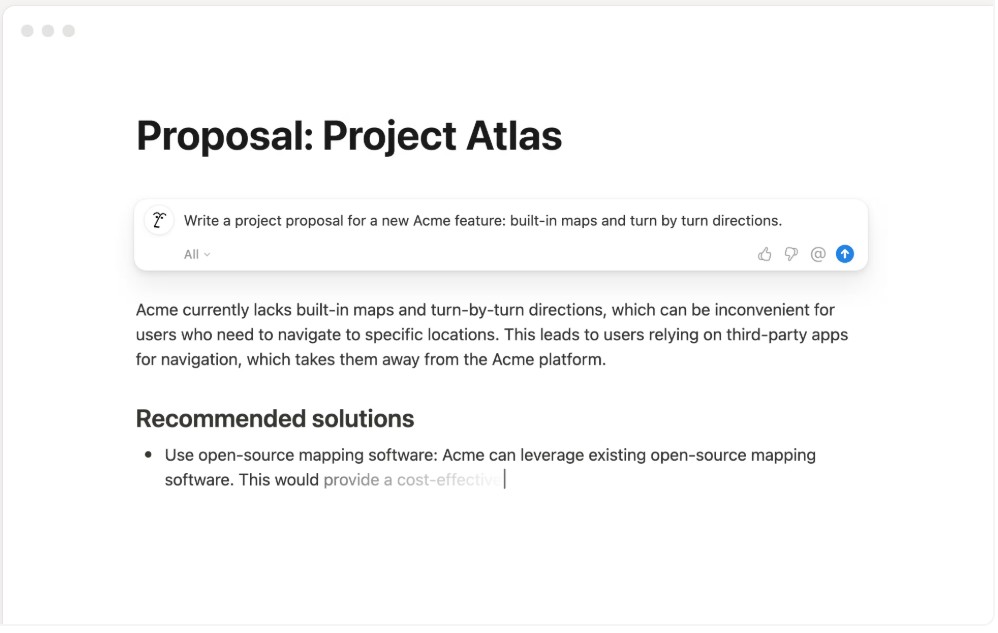 Proposal: Project Atlas
Write a project proposal for a new Acme feature: built-in maps and turn by turn directions.
All
@
Acme currently lacks built-in maps and turn-by-turn directions, which can be inconvenient for
users who need to navigate to specific locations. This leads to users relying on third-party apps
for navigation, which takes them away from the Acme platform.
Recommended solutions
• Use open-source mapping software: Acme can leverage existing open-source mapping
software. This would provide a cost-effective